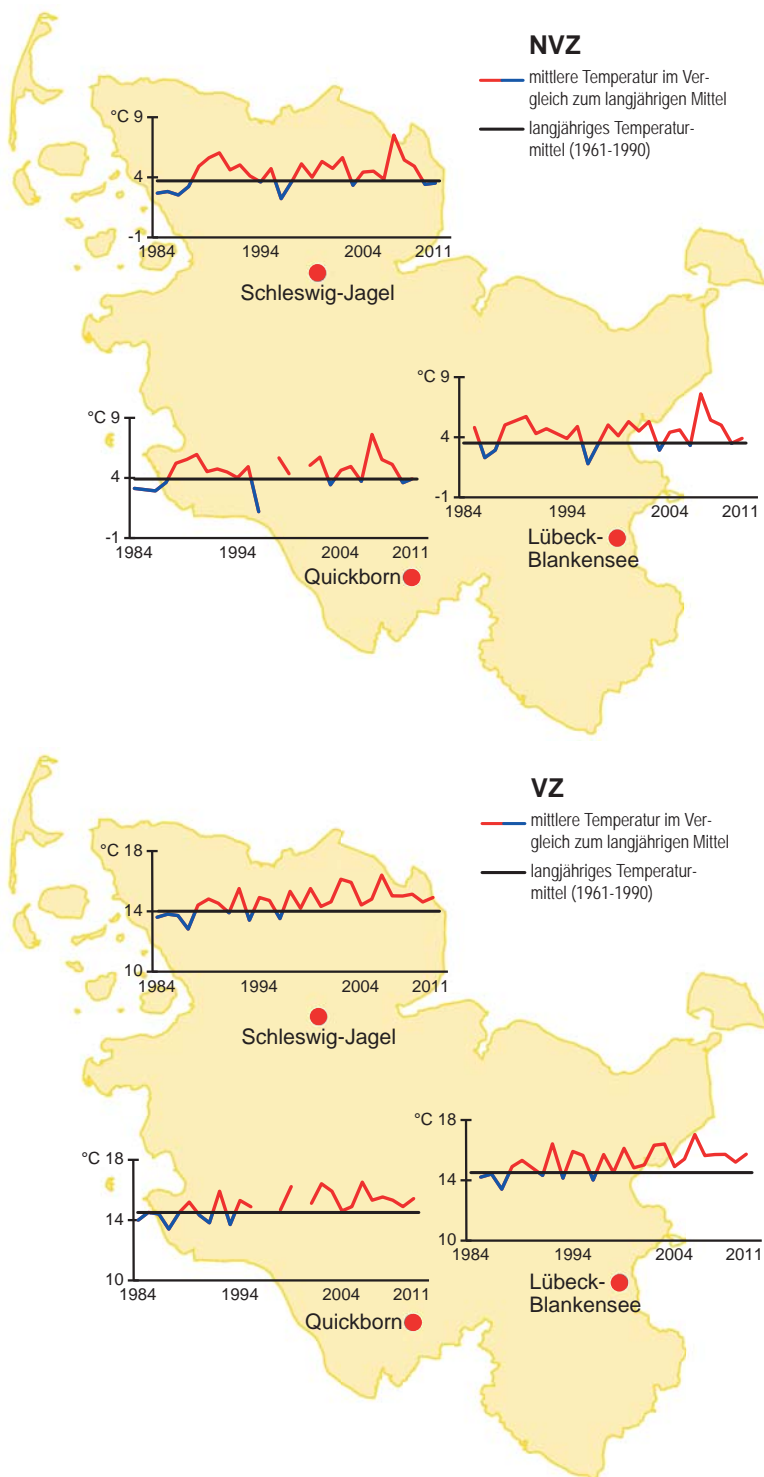 NVZ
mittlere Temperatur im Ver-
gleich zum langjährigen Mittel
langjähriges Temperatur-
mittel (1961-1990)
°C 9
4
-1
1984 1994 2004 2011
Schleswig-Jagel
°C 9
4
-1
1984 1994 2004 2011
Quickborn
°C 9
4
-1
1984 1994 2004 2011
Lübeck-
Blankensee
VZ
mittlere Temperatur im Ver-
gleich zum langjährigen Mittel
langjähriges Temperatur-
mittel (1961-1990)
°C 18
14
10
1984 1994 2004 2011
Schleswig-Jagel
°C 18
14
10
1984 1994 2004 2011
Quickborn
°C 18
14
10
1984 1994 2004 2011
Lübeck-
Blankensee